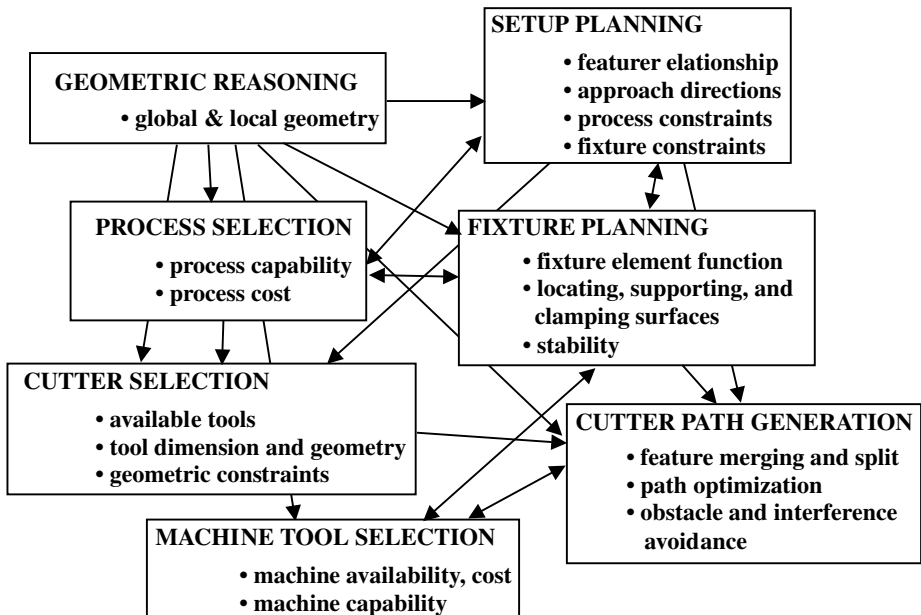 SETUP PLANNING
• featurer elationship
• approach directions
• process constraints
• fixture constraints
GEOMETRIC REASONING
• global & local geometry
PROCESS SELECTION
• process capability
• process cost
FIXTURE PLANNING
• fixture element function
• locating, supporting, and
clamping surfaces
• stability
CUTTER SELECTION
• available tools
• tool dimension and geometry
• geometric constraints
CUTTER PATH GENERATION
• feature merging and split
• path optimization
• obstacle and interference
avoidance
MACHINE TOOL SELECTION
• machine availability, cost
• machine capability